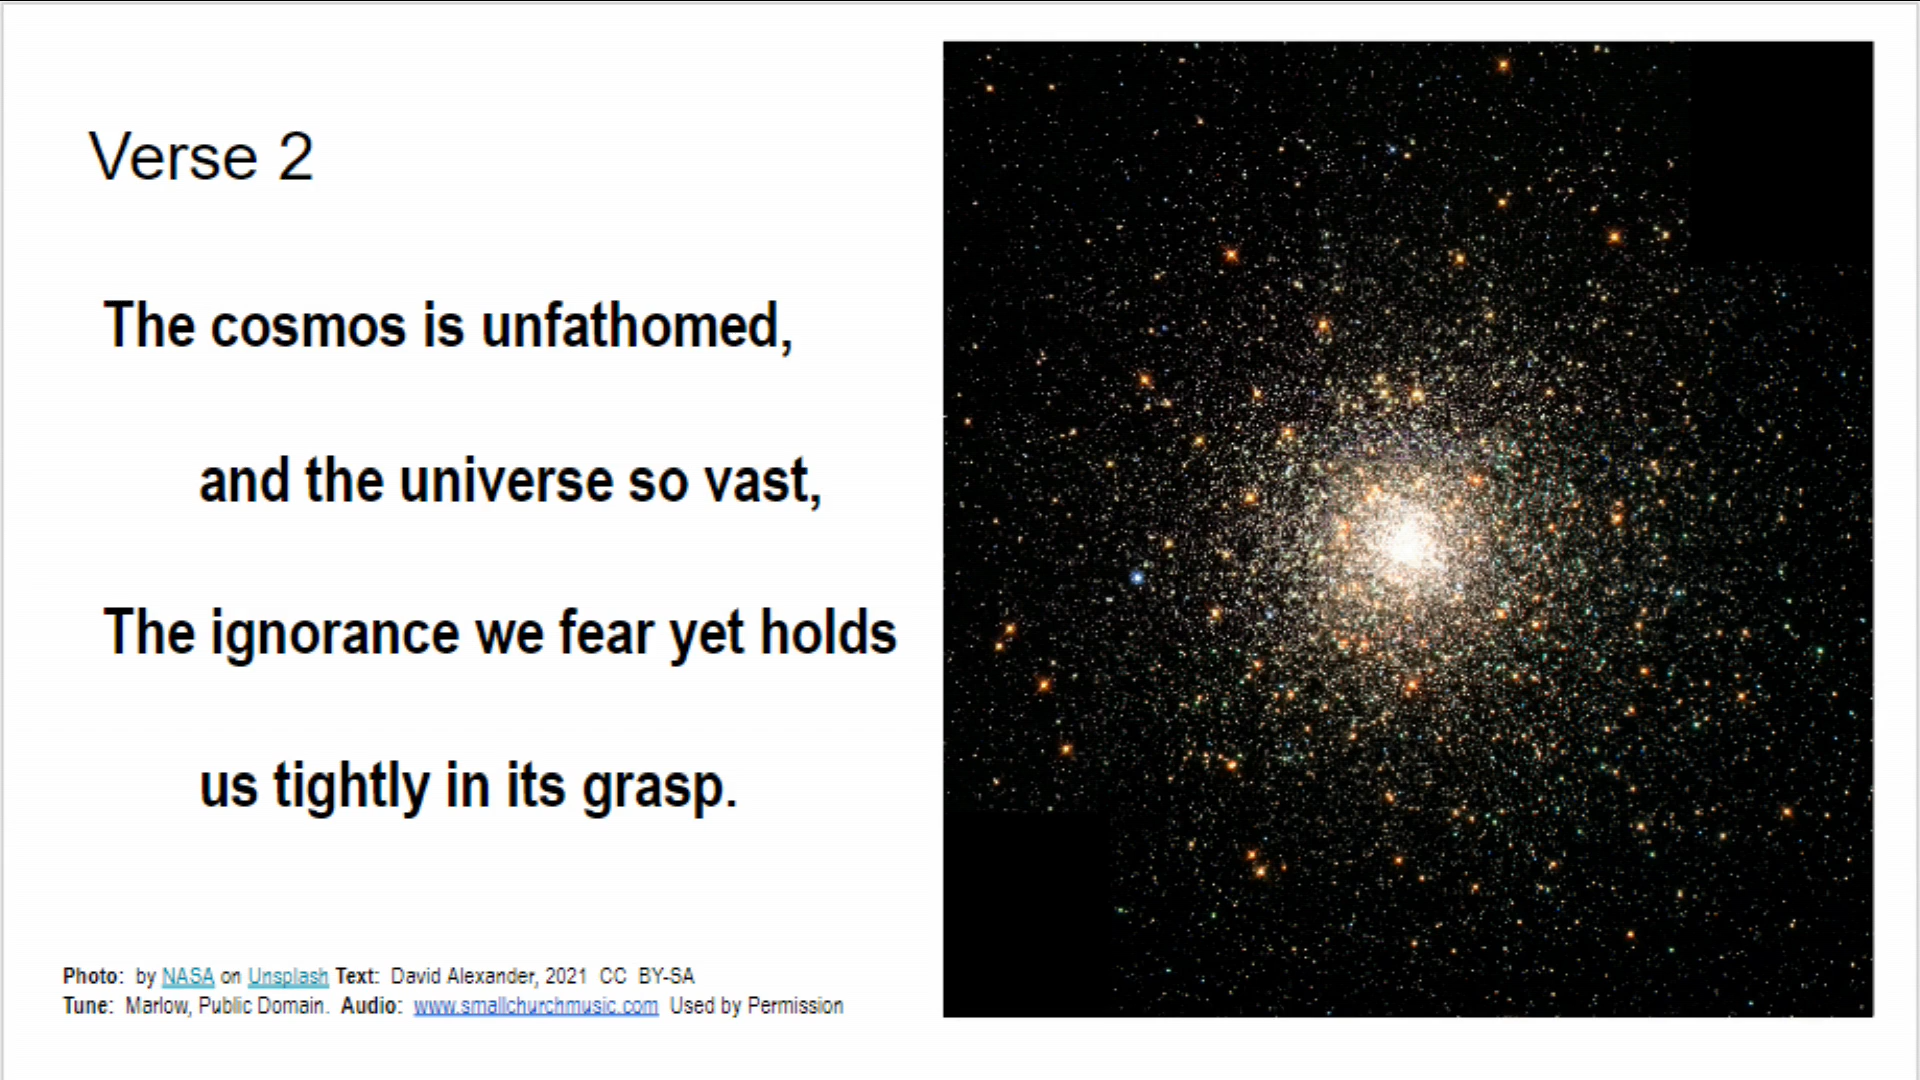 Verse 2
The cosmos is unfathomed,
and the universe so vast,
The ignorance we fear yet holds
us tightly in its grasp.
Photo: by NASA on Unsplash Text: David Alexander, 2021 CC BY-SA
Tune: Marlow, Public Domain. Audio: www.smallchurchmusic.com Used by Permission